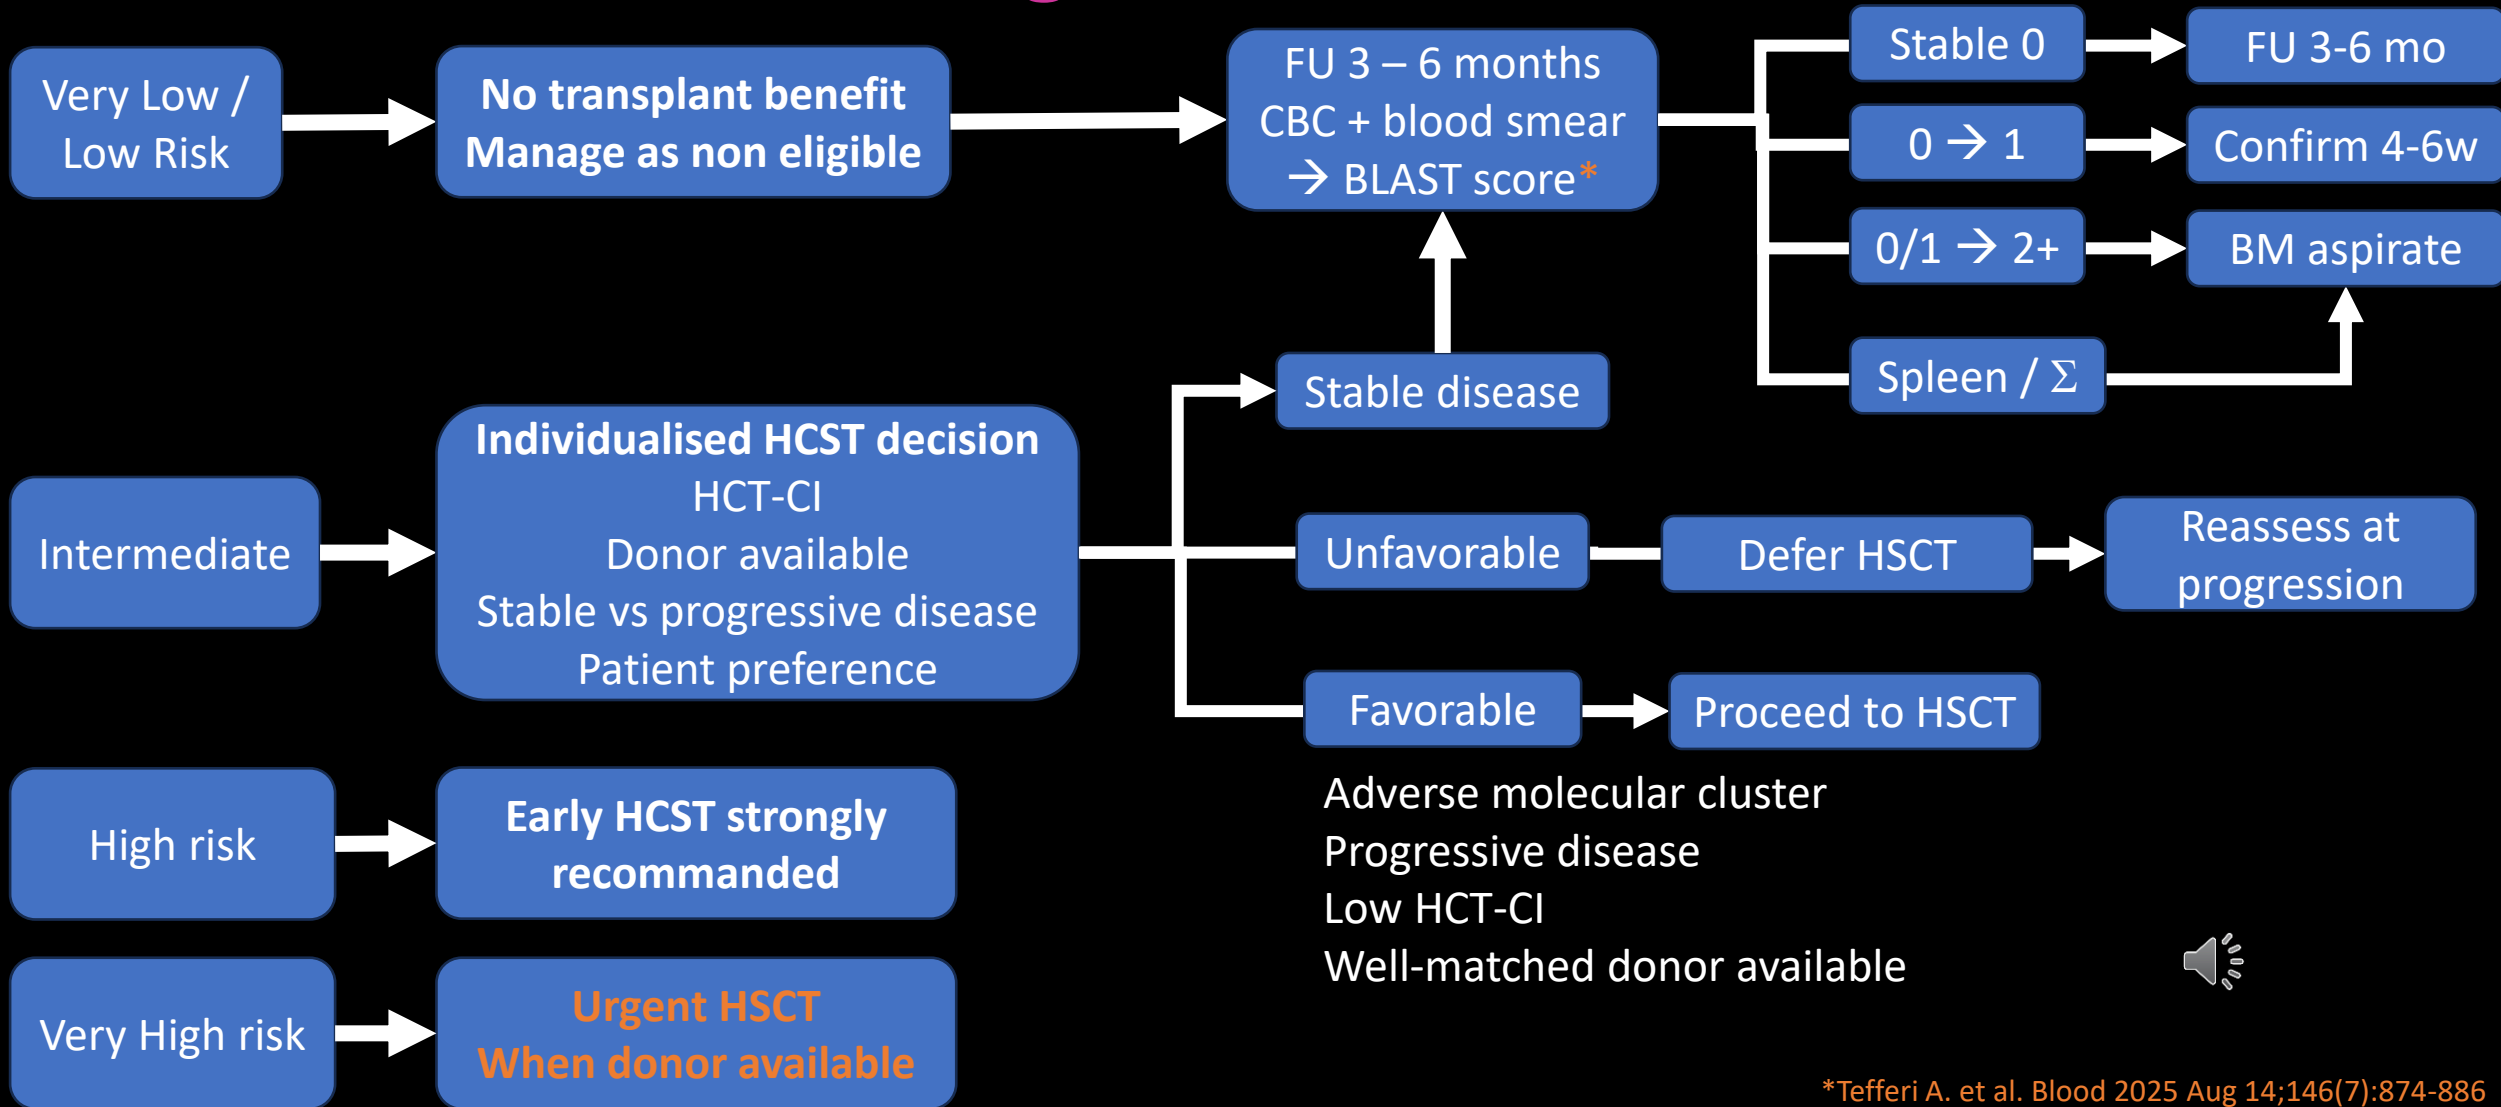 Very Low /
Low Risk
No transplant benefit
Manage as non eligible
FU 3 – 6 months
CBC + blood smear
→ BLAST score*
Stable 0
FU 3-6 mo
0 → 1
Confirm 4-6w
0/1 → 2+
BM aspirate
Spleen / Σ
Intermediate
Individualised HCST decision
HCT-CI
Donor available
Stable vs progressive disease
Patient preference
Stable disease
Unfavorable
Defer HSCT
Reassess at
progression
Favorable
Proceed to HSCT
Adverse molecular cluster
Progressive disease
Low HCT-CI
Well-matched donor available
High risk
Early HCST strongly
recommanded
Very High risk
Urgent HSCT
When donor available
*Tefferi A. et al. Blood 2025 Aug 14;146(7):874-886